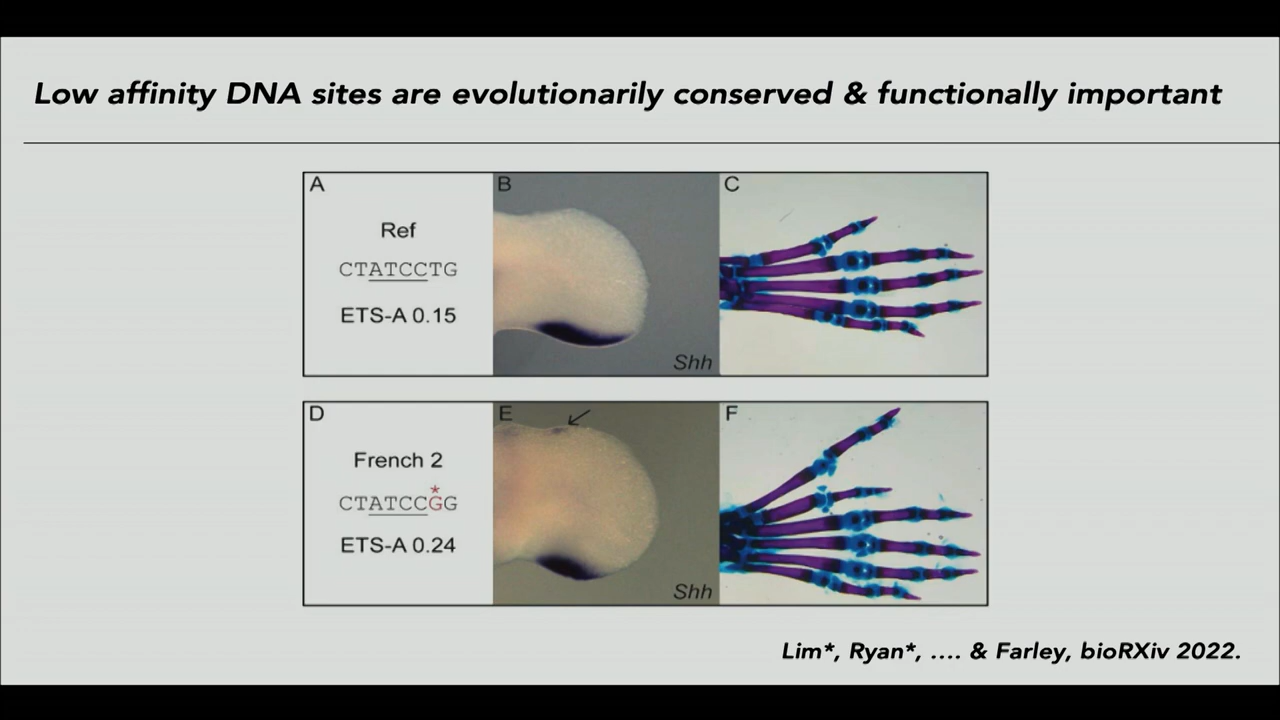 Low affinity DNA sites are evolutionarily conserved & functionally important
A
Ref
CTATCCTG
ETS-A 0.15
B
Shh
C
D
French 2
*
CTATCCGG
ETS-A 0.24
E
Shh
F
Lim*, Ryan*, .... & Farley, bioRXiv 2022.